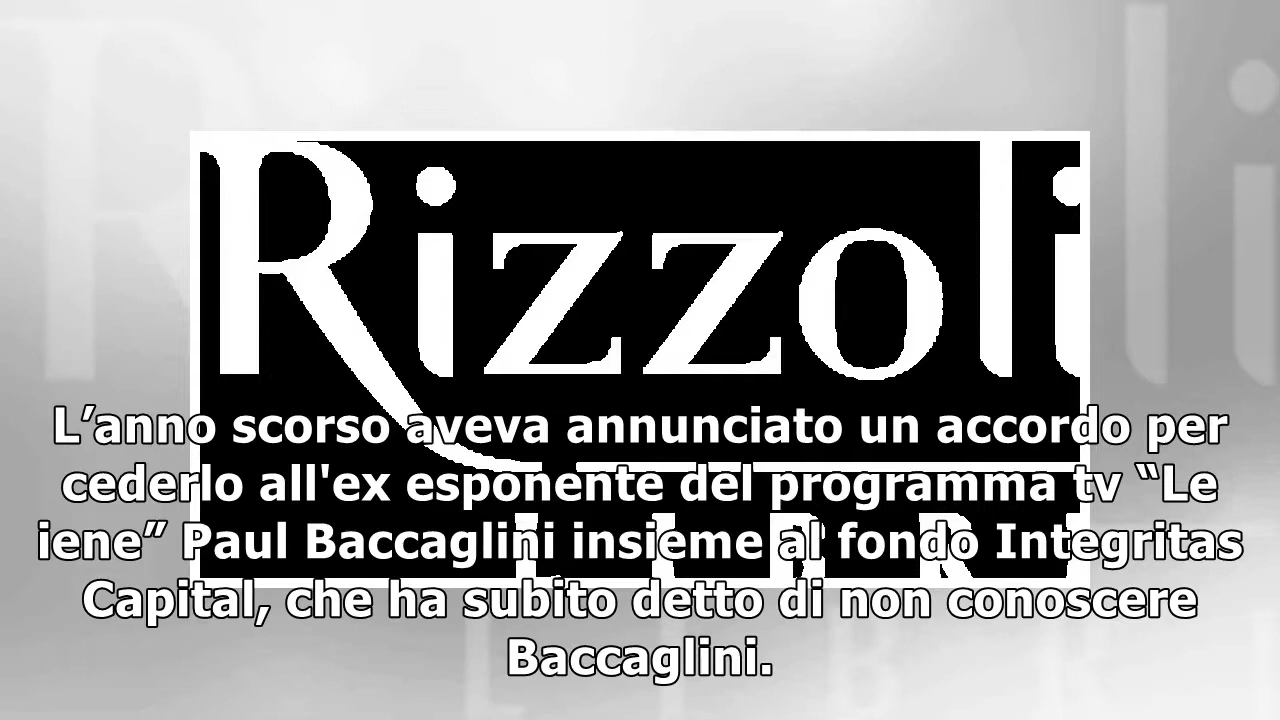 Rizzoli
L’anno scorso aveva annunciato un accordo per
cederlo all'ex esponente del programma tv “Le
iene” Paul Baccaglini insieme al fondo Integritas
Capital, che ha subito detto di non conoscere
Baccaglini.